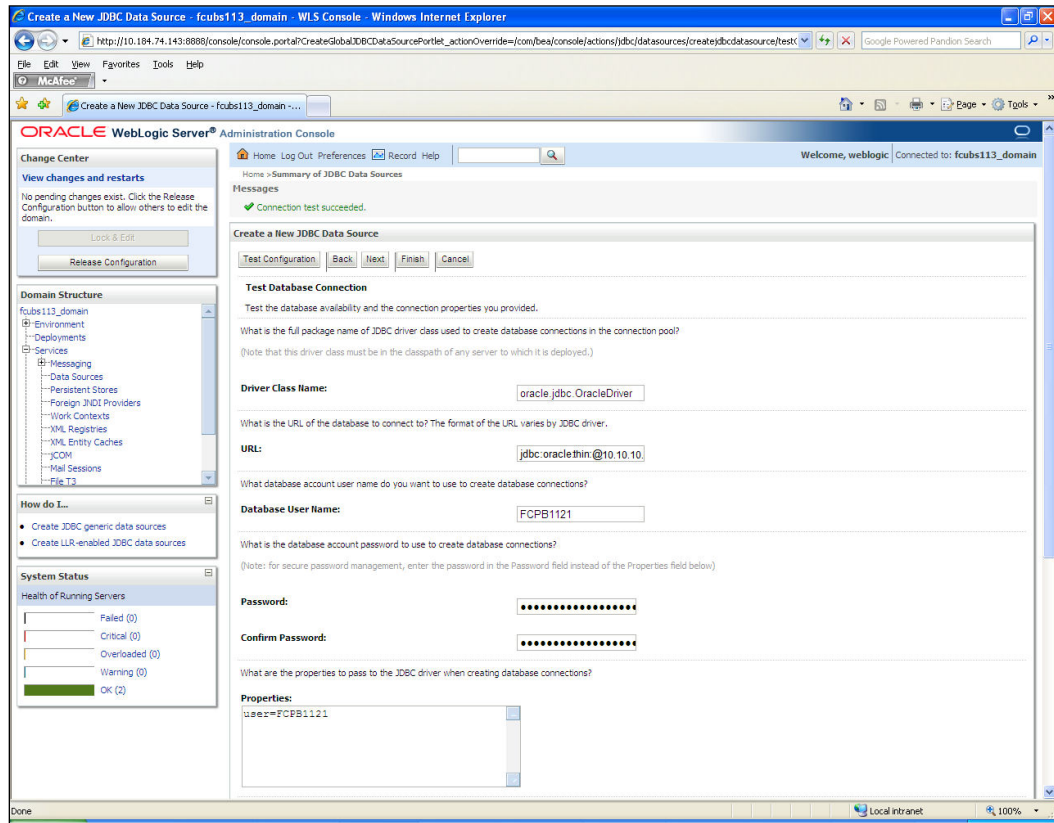 Create a New JDBC Data Source - fcubs113_domain - WLS Console - Windows Internet Explorer
http://10.184.74.143:8888/console/console.portal?CreateGlobalJDBCDataSourcePortlet_actionOverride=/com/bea/console/actions/jdbc/datasources/createjdbcdatasource/test(
Google Powered Pandion Search
File Edit View Favorites Tools Help
McAfee
Create a New JDBC Data Source - fcubs113_domain -...
Page Tools
ORACLE WebLogic Server® Administration Console
Change Center
View changes and restarts
No pending changes exist. Click the Release
Configuration button to allow others to edit the
domain.
Lock & Edit
Release Configuration
Domain Structure
fcubs113_domain
Environment
Deployments
Services
Messaging
Data Sources
Persistent Stores
Foreign JNDI Providers
Work Contexts
XML Registries
XML Entity Caches
jCOM
Mail Sessions
File T3
How do I...
Create JDBC generic data sources
Create LLR-enabled JDBC data sources
System Status
Health of Running Servers
Failed (0)
Critical (0)
Overloaded (0)
Warning (0)
OK (2)
Home Log Out Preferences Record Help
Welcome, weblogic Connected to: fcubs113_domain
Home >Summary of JDBC Data Sources
Messages
Connection test succeeded.
Create a New JDBC Data Source
Test Configuration Back Next Finish Cancel
Test Database Connection
Test the database availability and the connection properties you provided.
What is the full package name of JDBC driver class used to create database connections in the connection pool?
(Note that this driver class must be in the classpath of any server to which it is deployed.)
Driver Class Name: oracle.jdbc.OracleDriver
What is the URL of the database to connect to? The format of the URL varies by JDBC driver.
URL: jdbc:oracle:thin:@10.10.10.
What database account user name do you want to use to create database connections?
Database User Name: FCPB1121
What is the database account password to use to create database connections?
(Note: for secure password management, enter the password in the Password field instead of the Properties field below)
Password:
Confirm Password:
What are the properties to pass to the JDBC driver when creating database connections?
Properties:
user=FCPB1121
Done
Local intranet 100%